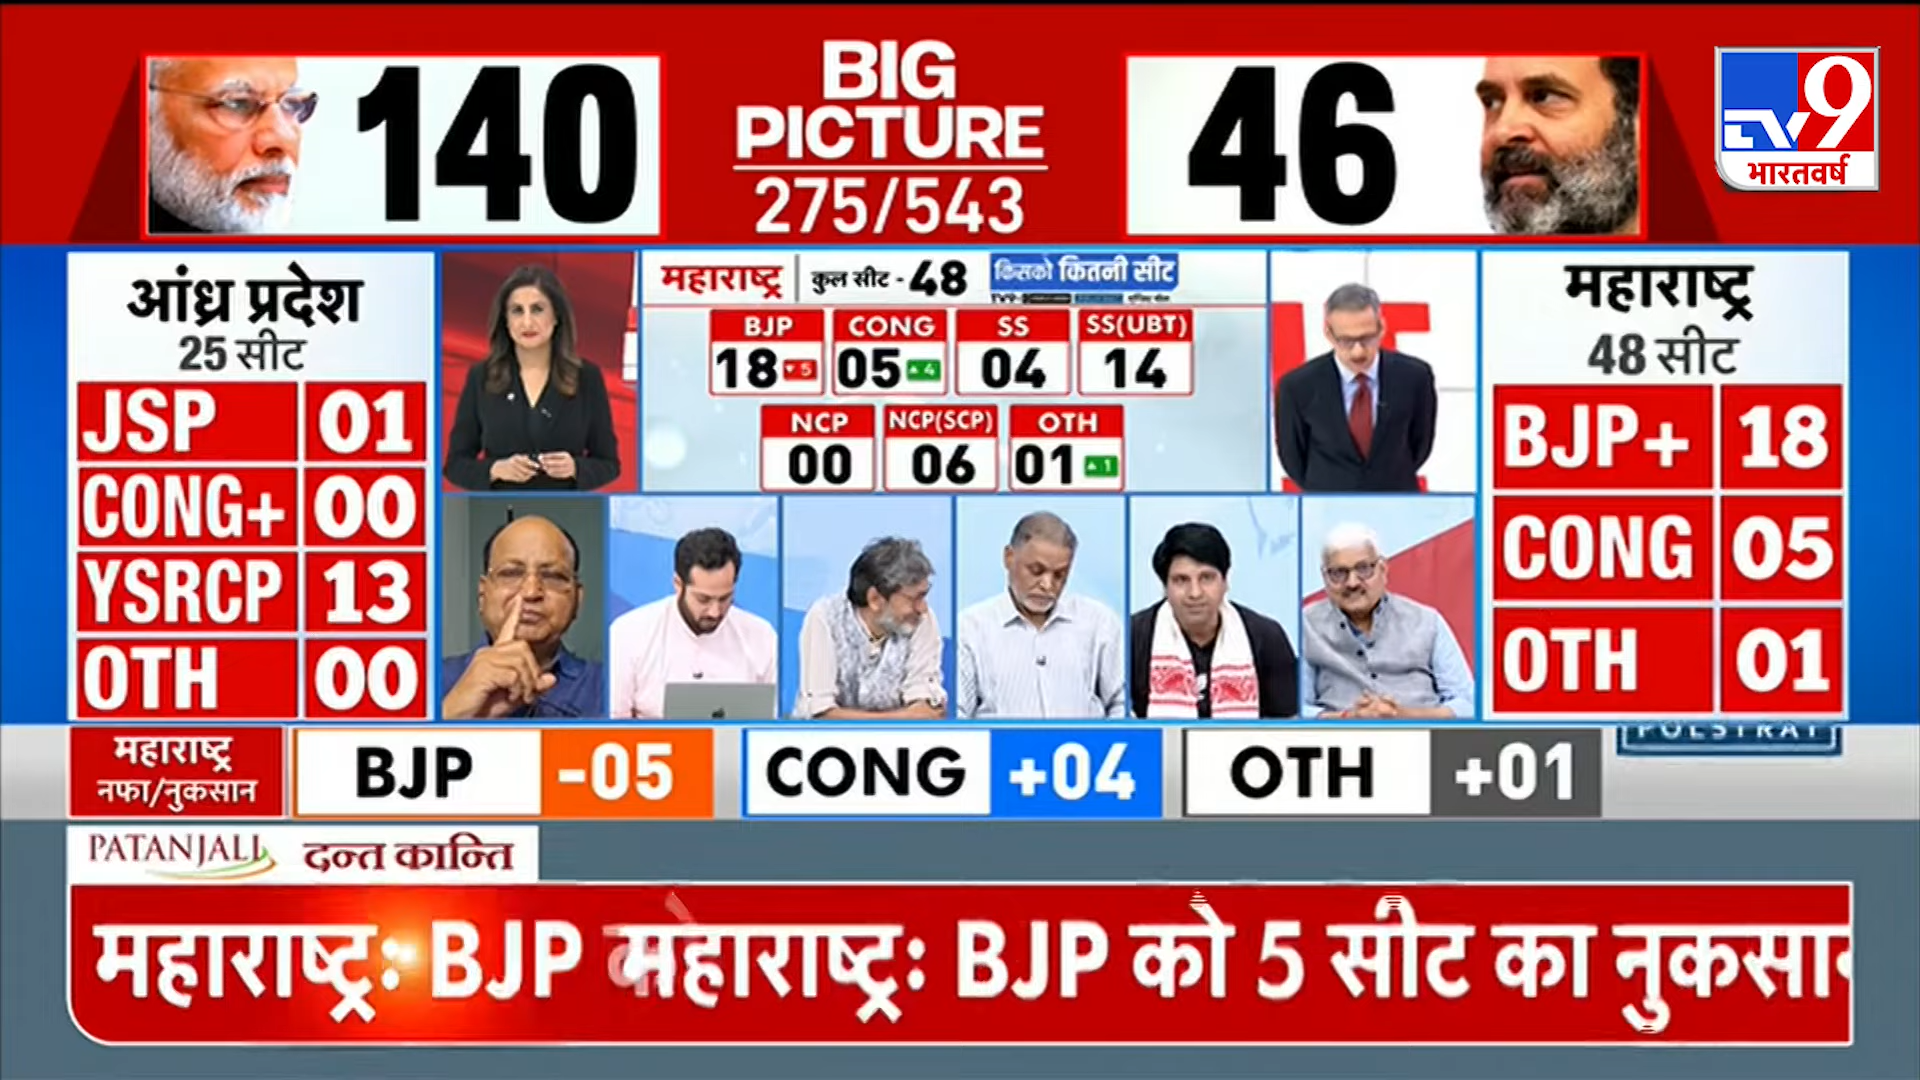 140
BIG
PICTURE
275/543
46
TV9
भारतवर्ष
आंध्र प्रदेश
25 सीट
JSP 01
CONG+ 00
YSRCP 13
OTH 00
महाराष्ट्र कुल सीट - 48 किसको कितनी सीट
BJP CONG SS SS(UBT)
18 5 05 4 04 14
NCP NCP(SCP) OTH
00 06 01 1
महाराष्ट्र
48 सीट
BJP+ 18
CONG 05
OTH 01
महाराष्ट्र
नफा/नुकसान
BJP -05 CONG +04 OTH +01
POLSTRAT
PATANJALI दन्त कान्ति
महाराष्ट्र: BJP को महाराष्ट्र: BJP को 5 सीट का नुकसान